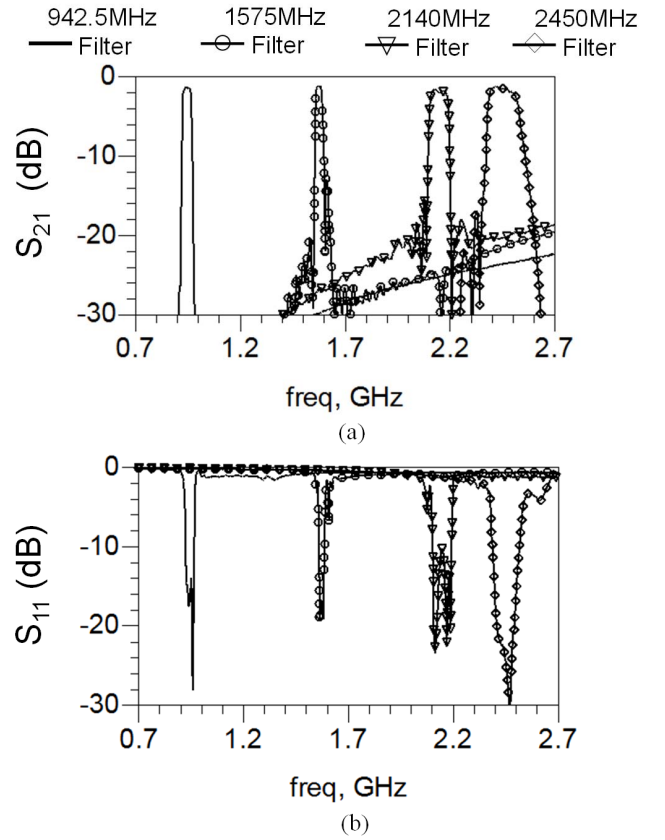 942.5MHz 1575MHz 2140MHz 2450MHz
Filter Filter Filter Filter
0
-10
-20
-30
S21 (dB)
0.7 1.2 1.7 2.2 2.7
freq, GHz
(a)
0
-10
-20
-30
S11 (dB)
0.7 1.2 1.7 2.2 2.7
freq, GHz
(b)